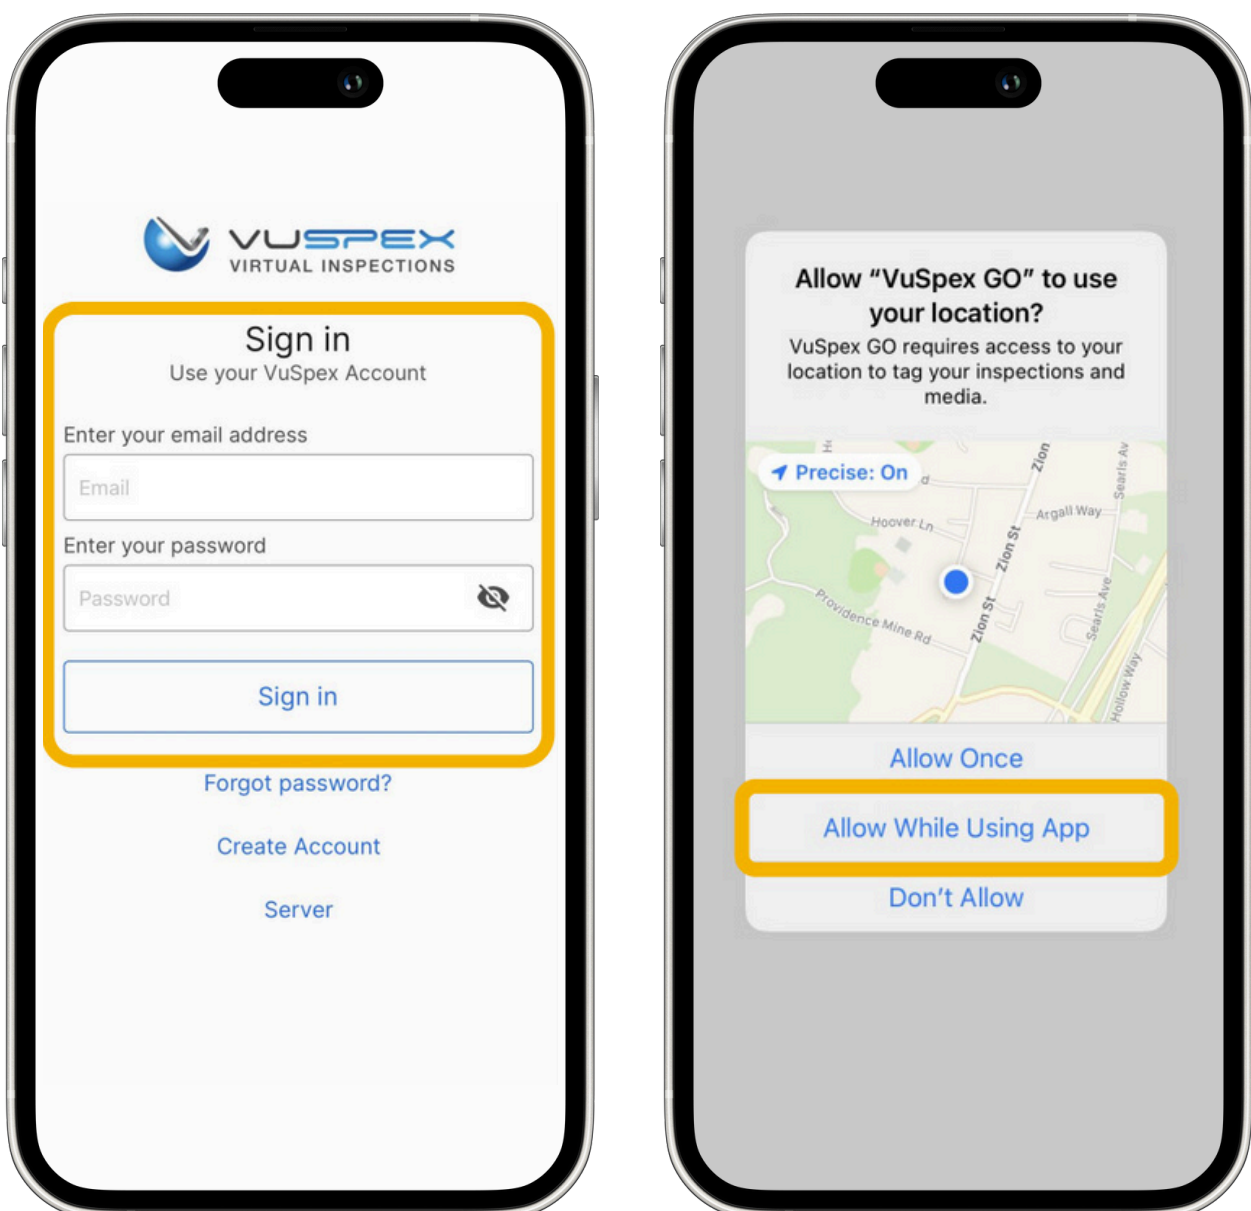 VUSPEX
VIRTUAL INSPECTIONS
Sign in
Use your VuSpex Account
Enter your email address
Email
Enter your password
Password
Sign in
Forgot password?
Create Account
Server
Allow “VuSpex GO” to use
your location?
VuSpex GO requires access to your
location to tag your inspections and
media.
Precise: On
Zion
Searls Av
Hoover Ln
Argall Way
Zion St
Providence Mine Rd
Zion St
Searls Ave
Hollow Way
Allow Once
Allow While Using App
Don’t Allow